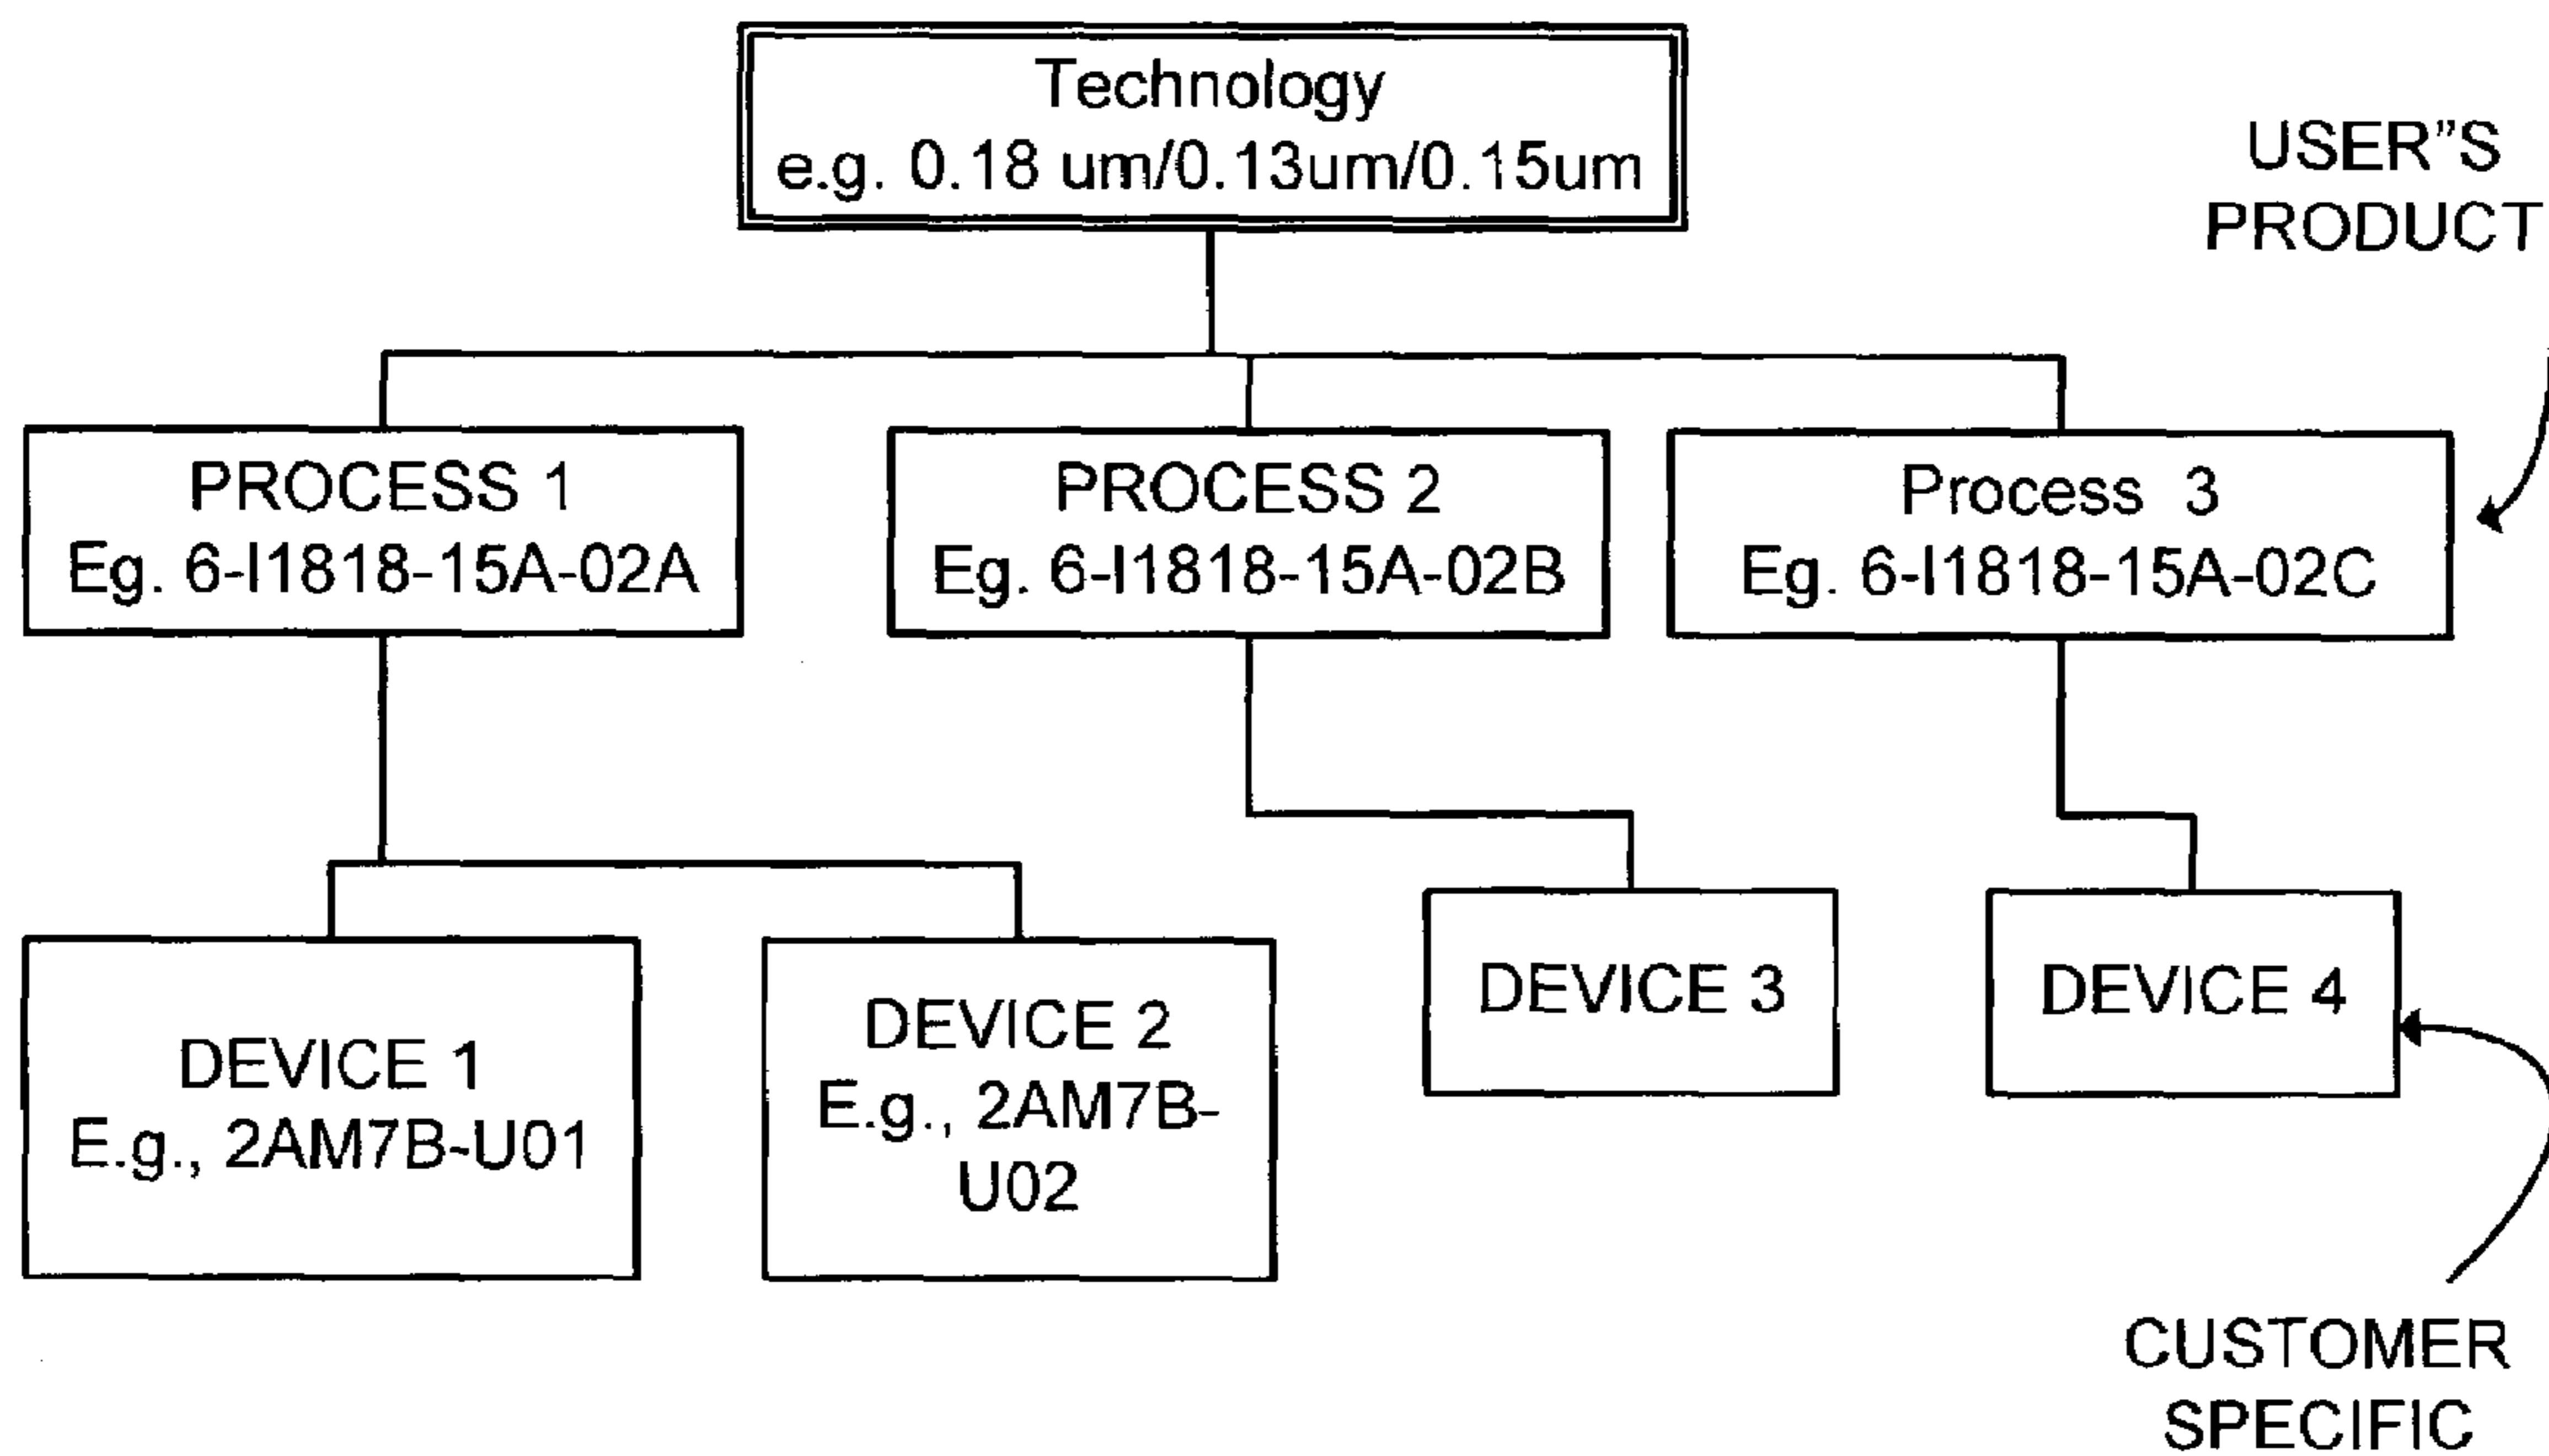 Technology
e.g. 0.18 um/0.13um/0.15um
USER"S
PRODUCT
PROCESS 1
Eg. 6-I1818-15A-02A
PROCESS 2
Eg. 6-I1818-15A-02B
Process  3
Eg. 6-I1818-15A-02C
DEVICE 1
E.g., 2AM7B-U01
DEVICE 2
E.g., 2AM7B-
U02
DEVICE 3
DEVICE 4
CUSTOMER
SPECIFIC